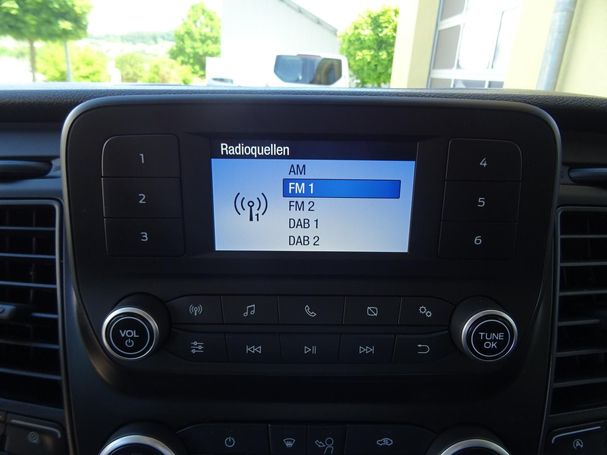 Radioquellen
AM
FM 1
FM 2
DAB 1
DAB 2
1
1
2
3
4
5
6
VOL
TUNE
OK